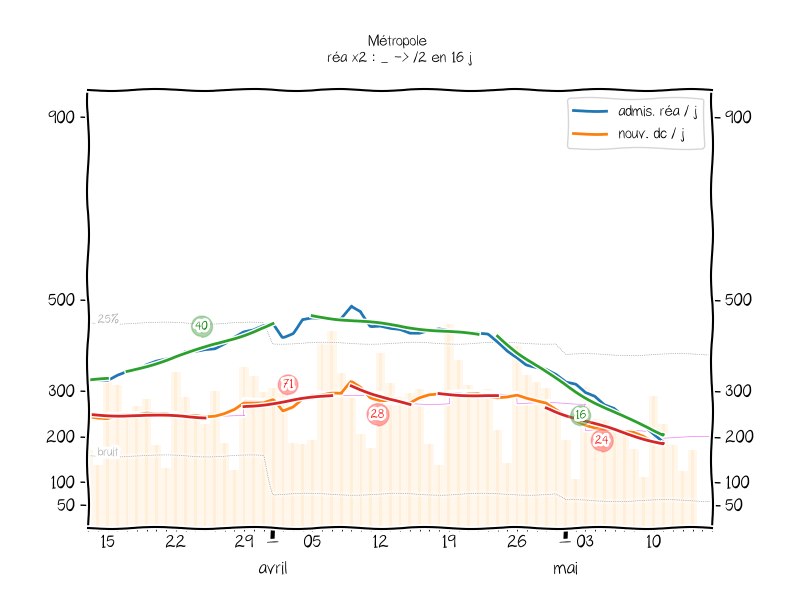 Métropole
réa x2 : _ -> /2 en 16 j
admis. réa / j
nouv. dc / j
900
900
500
500
25%
40
300
300
71
28
16
24
200
200
bruit
100
100
50
50
15 22 29 05 12 19 26 03 10
avril mai